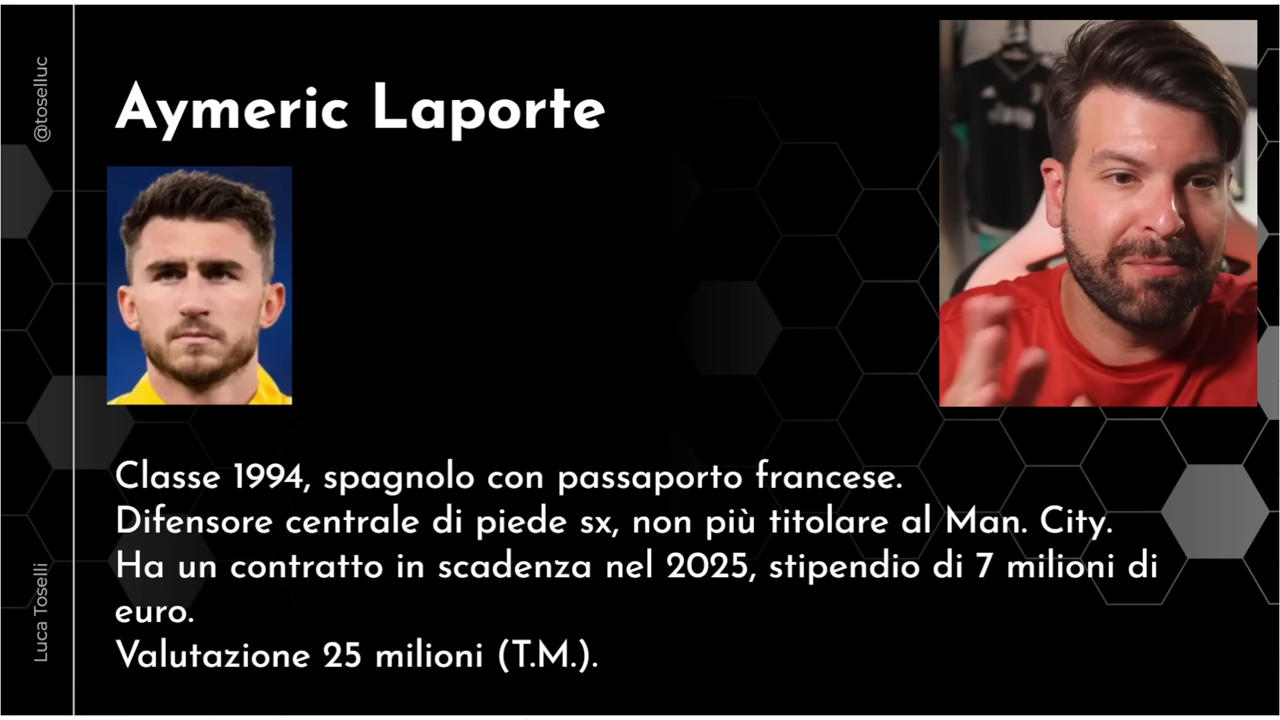 @toselluc
Luca Toselli
Aymeric Laporte
Classe 1994, spagnolo con passaporto francese.
Difensore centrale di piede sx, non più titolare al Man. City.
Ha un contratto in scadenza nel 2025, stipendio di 7 milioni di
euro.
Valutazione 25 milioni (T.M.).